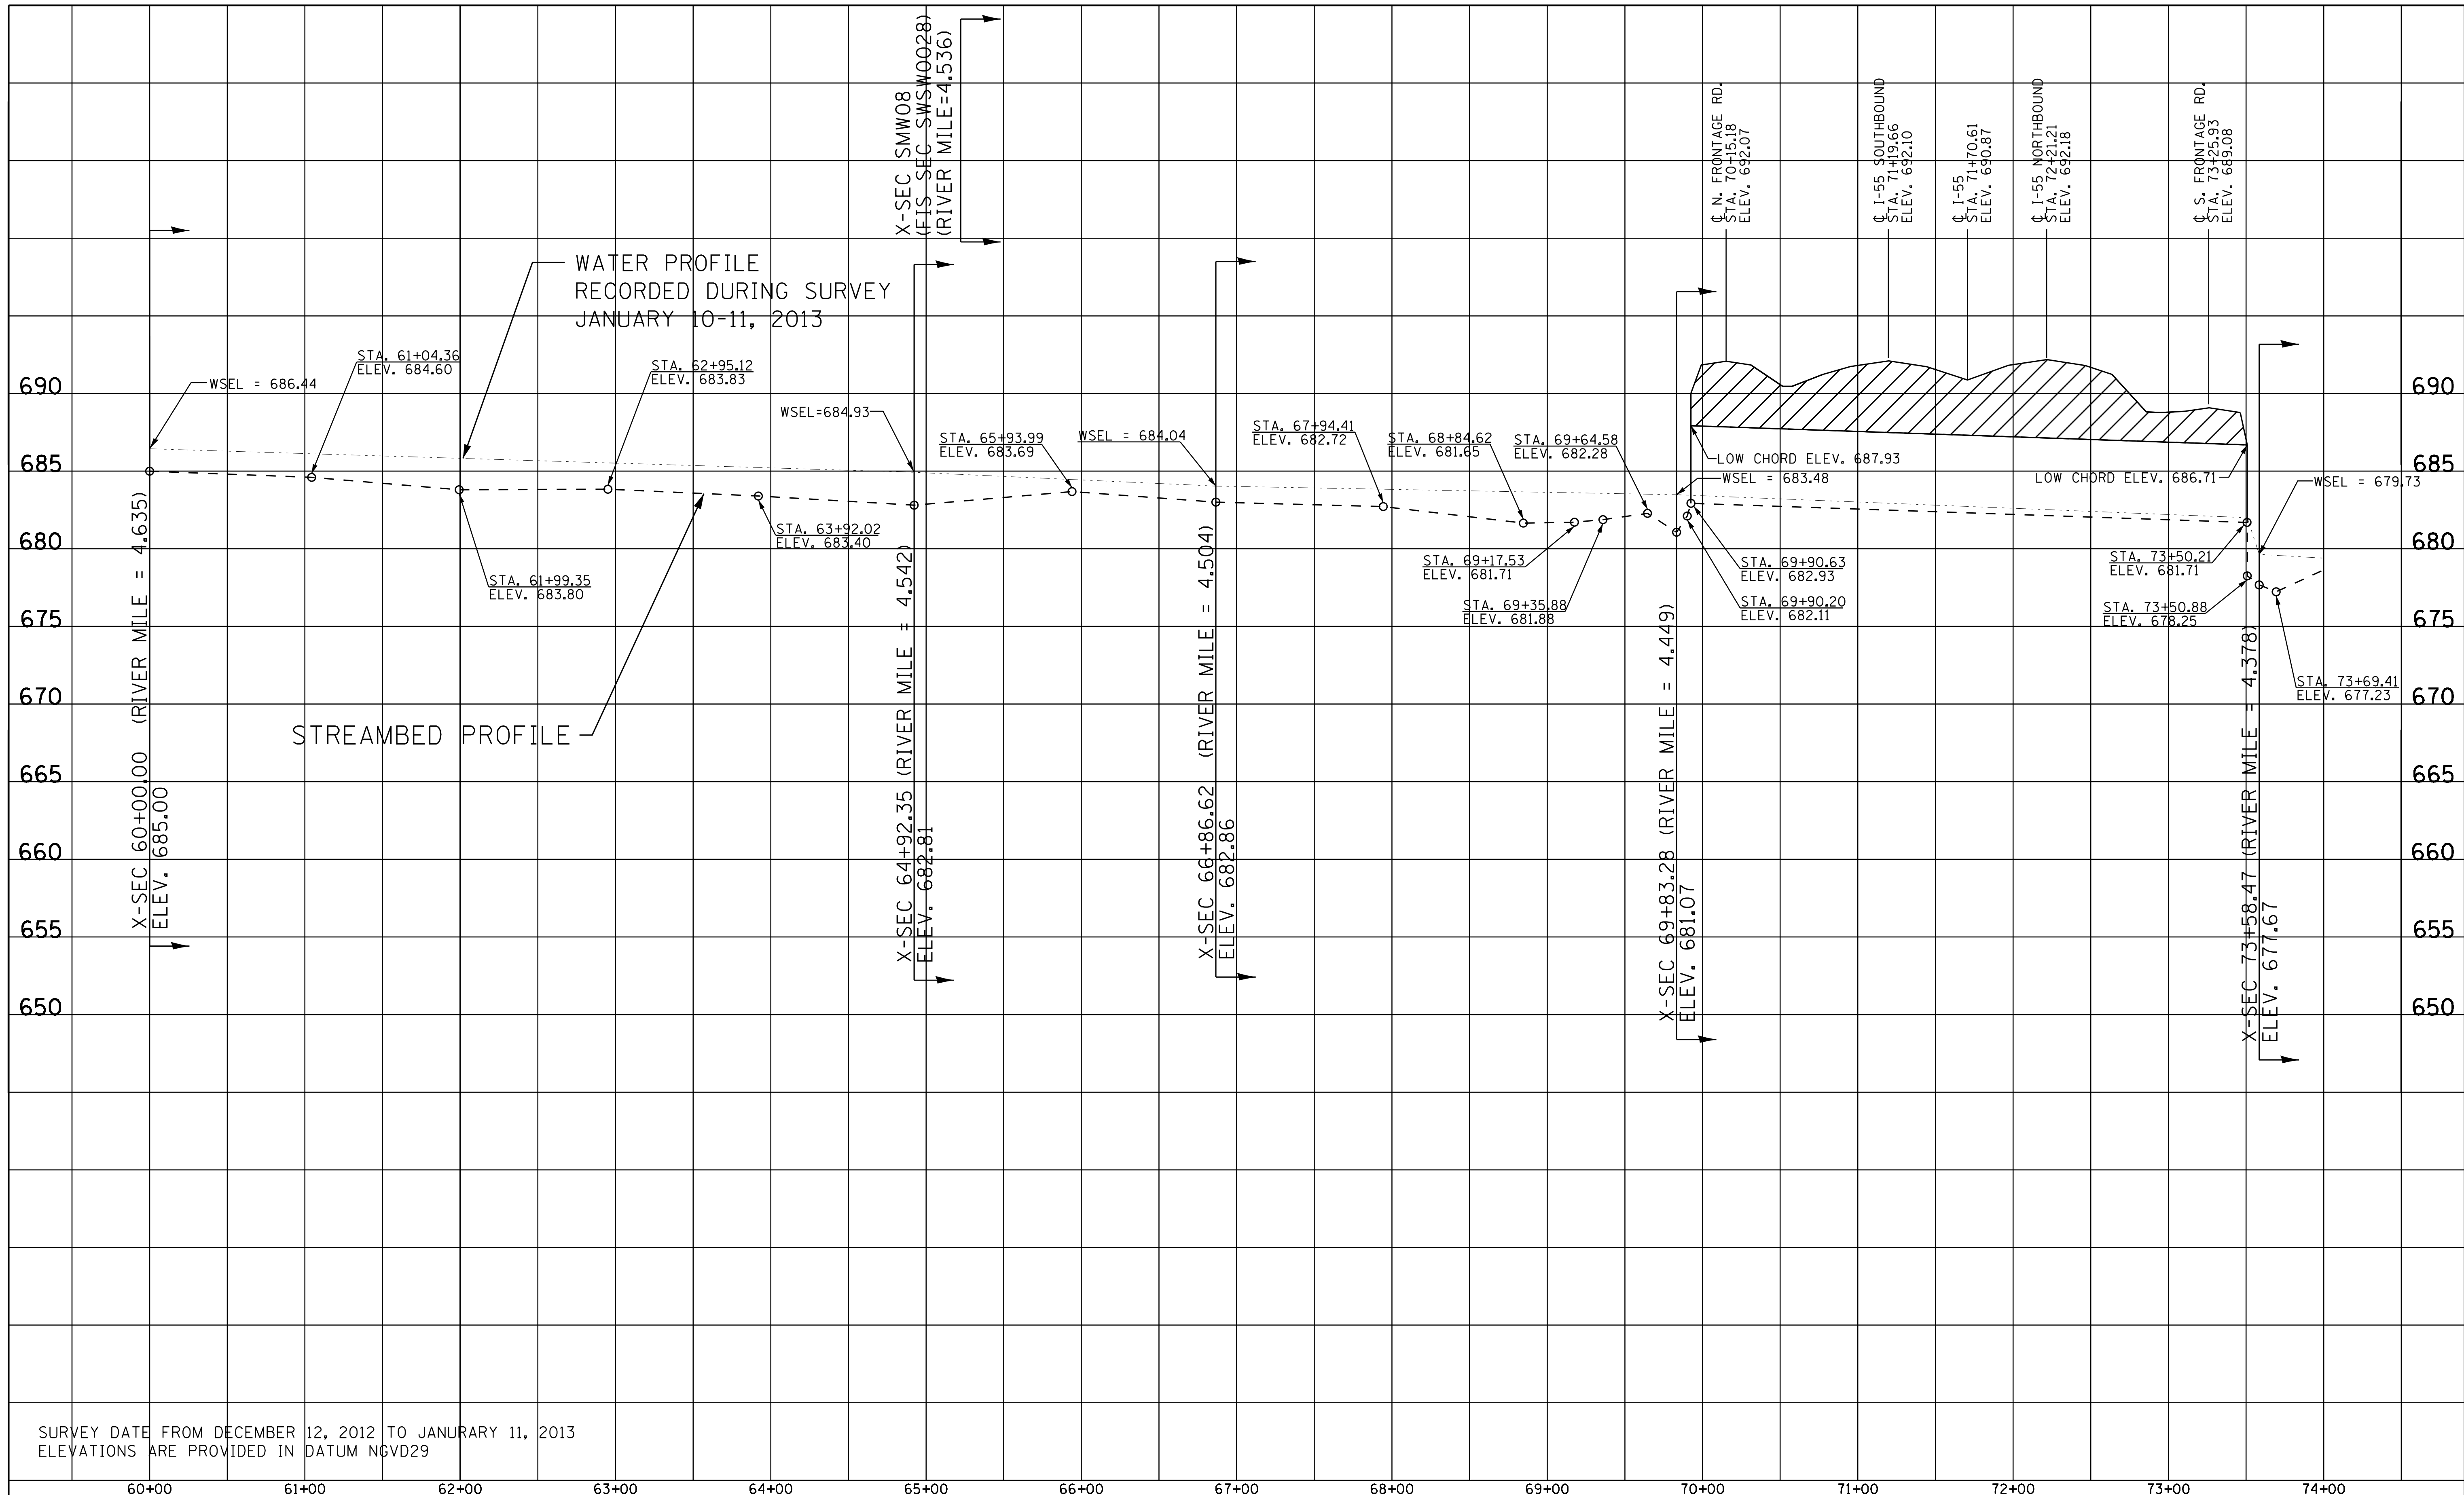 X-SEC SMW08
(FIS SEC SWSW0028)
(RIVER MILE=4.536)
℄ N. FRONTAGE RD.
STA. 70+15.18
ELEV. 692.07
℄ I-55 SOUTHBOUND
STA. 71+19.66
ELEV. 692.10
℄ I-55
STA. 71+70.61
ELEV. 690.87
℄ I-55 NORTHBOUND
STA. 72+21.21
ELEV. 692.18
℄ S. FRONTAGE RD.
STA. 73+25.93
ELEV. 689.08
WATER PROFILE
RECORDED DURING SURVEY
JANUARY 10-11, 2013
WSEL = 686.44
STA. 61+04.36
ELEV. 684.60
STA. 62+95.12
ELEV. 683.83
WSEL=684.93
STA. 65+93.99
ELEV. 683.69
WSEL = 684.04
STA. 67+94.41
ELEV. 682.72
STA. 68+84.62
ELEV. 681.65
STA. 69+64.58
ELEV. 682.28
LOW CHORD ELEV. 687.93
WSEL = 683.48
LOW CHORD ELEV. 686.71
WSEL = 679.73
STA. 63+92.02
ELEV. 683.40
STA. 61+99.35
ELEV. 683.80
STA. 69+17.53
ELEV. 681.71
STA. 69+35.88
ELEV. 681.88
STA. 69+90.63
ELEV. 682.93
STA. 69+90.20
ELEV. 682.11
STA. 73+50.21
ELEV. 681.71
STA. 73+50.88
ELEV. 678.25
STA. 73+69.41
ELEV. 677.23
STREAMBED PROFILE
X-SEC 60+00.00 (RIVER MILE = 4.635)
ELEV. 685.00
X-SEC 64+92.35 (RIVER MILE = 4.542)
ELEV. 682.81
X-SEC 66+86.62 (RIVER MILE = 4.504)
ELEV. 682.86
X-SEC 69+83.28 (RIVER MILE = 4.449)
ELEV. 681.07
X-SEC 73+58.47 (RIVER MILE = 4.378)
ELEV. 677.67
690 690
685 685
680 680
675 675
670 670
665 665
660 660
655 655
650 650
SURVEY DATE FROM DECEMBER 12, 2012 TO JANURARY 11, 2013
ELEVATIONS ARE PROVIDED IN DATUM NGVD29
60+00 61+00 62+00 63+00 64+00 65+00 66+00 67+00 68+00 69+00 70+00 71+00 72+00 73+00 74+00